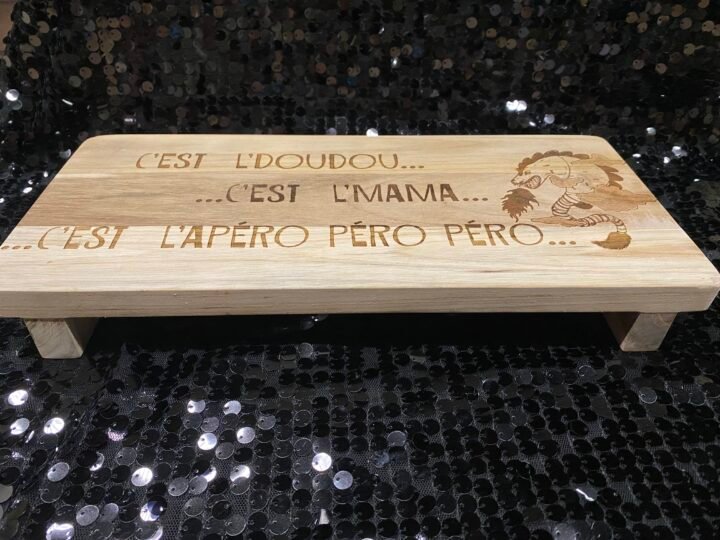 C'EST L'DOUDOU...
...C'EST L'MAMA...
...C'EST L'APÉRO PÉRO PÉRO...